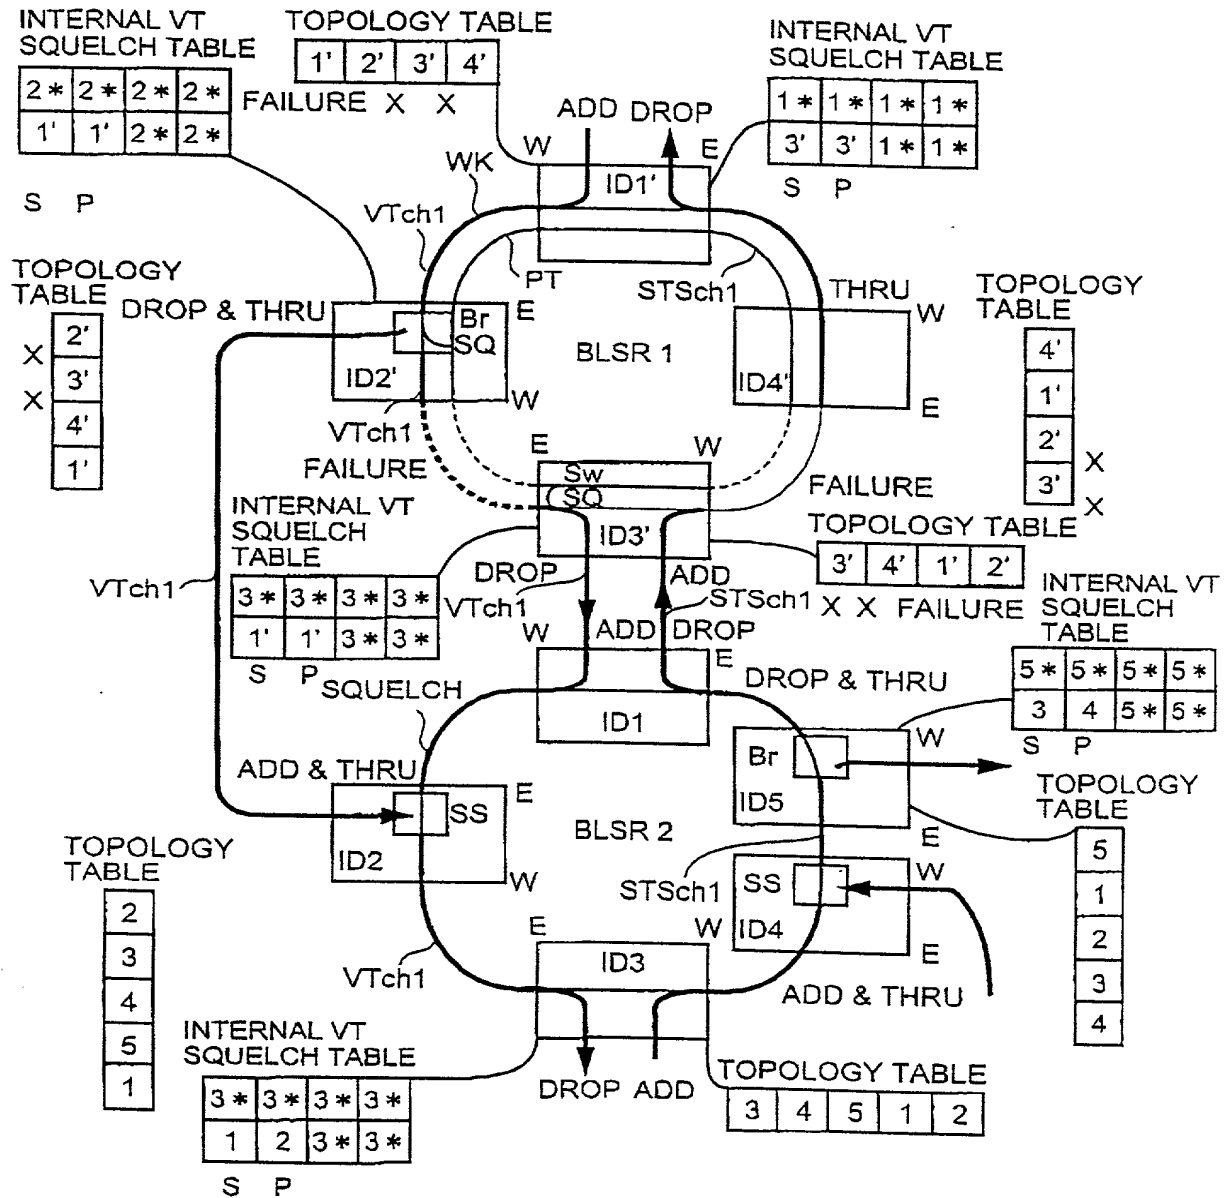 INTERNAL VT
SQUELCH TABLE
2* 2* 2* 2*
1' 1' 2* 2*
S P
TOPOLOGY TABLE
1' 2' 3' 4'
FAILURE X X
INTERNAL VT
SQUELCH TABLE
1* 1* 1* 1*
3' 3' 1* 1*
S P
ADD DROP
W
E
ID1'
WK
VTch1
PT
STSch1
TOPOLOGY
TABLE
X
X
2'
3'
4'
1'
DROP & THRU
Br
SQ
E
ID2'
W
VTch1
BLSR 1
THRU
W
ID4'
E
TOPOLOGY
TABLE
4'
1'
2'
3'
X
X
FAILURE
E
W
Sw
SQ
ID3'
FAILURE
TOPOLOGY TABLE
3' 4' 1' 2'
X X FAILURE
INTERNAL VT
SQUELCH
TABLE
3* 3* 3* 3*
1' 1' 3* 3*
S P
VTch1
DROP
VTch1
ADD
STSch1
W
ADD DROP
E
ID1
SQUELCH
INTERNAL VT
SQUELCH
TABLE
5* 5* 5* 5*
3 4 5* 5*
S P
DROP & THRU
W
Br
ID5
E
TOPOLOGY
TABLE
5
1
2
3
4
ADD & THRU
E
SS
ID2
W
BLSR 2
STSch1
W
SS
ID4
E
ADD & THRU
TOPOLOGY
TABLE
2
3
4
5
1
VTch1
E
W
ID3
DROP ADD
INTERNAL VT
SQUELCH TABLE
3* 3* 3* 3*
1 2 3* 3*
S P
TOPOLOGY TABLE
3 4 5 1 2